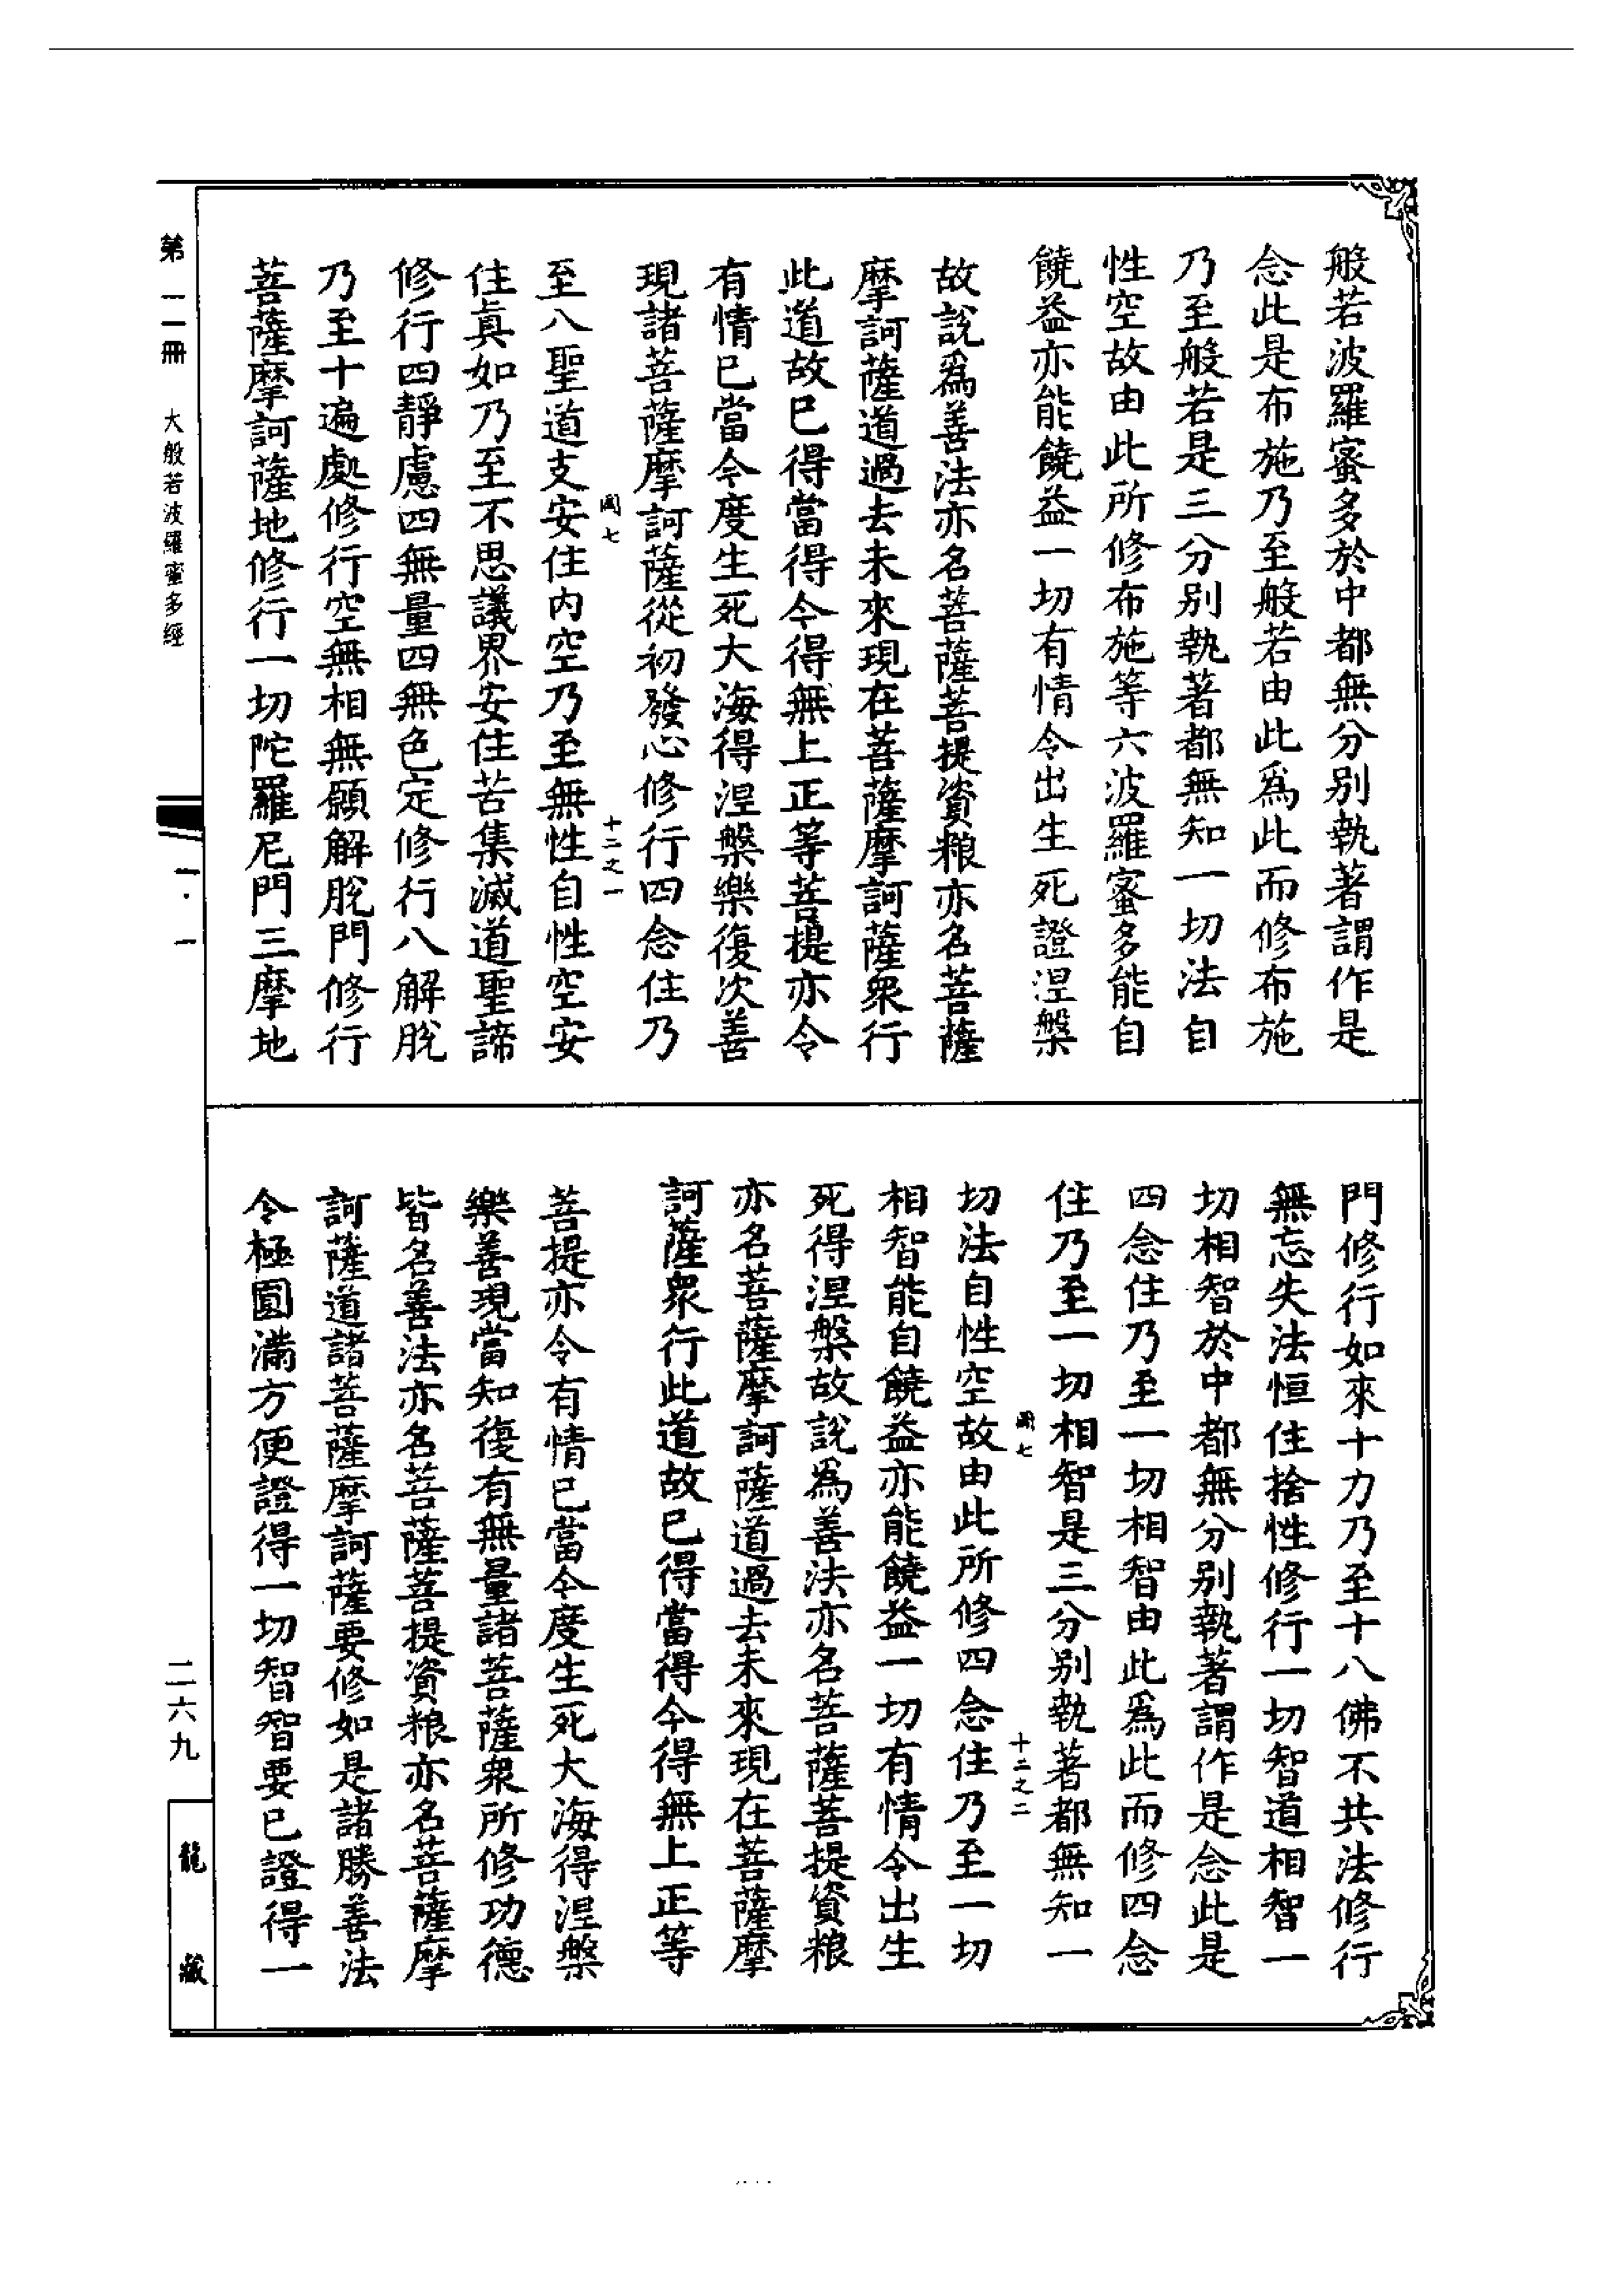 般若波羅蜜多於中都無分別執著謂作是
念此是布施乃至般若由此爲此而修布施
乃至般若是三分別執著都無知一切法自
性空故由此所修布施等六波羅蜜多能自
饒益亦能饒益一切有情令出生死證涅槃
故說爲善法亦名菩薩菩提資粮亦名菩薩
摩訶薩道過去未來現在菩薩摩訶薩衆行
此道故已得當得今得無上正等菩提亦令
有情已當今度生死大海得涅槃樂復次善
現諸菩薩摩訶薩從初發心修行四念住乃
國七 十二之一
至八聖道支安住內空乃至無性自性空安
住真如乃至不思議界安住苦集滅道聖諦
修行四靜慮四無量四無色定修行八解脫
乃至十遍處修行空無相無願解脫門修行
菩薩摩訶薩地修行一切陀羅尼門三摩地
第一一冊 大般若波羅蜜多經 一·一
門修行如來十力乃至十八佛不共法修行
無忘失法恒住捨性修行一切智道相智一
切相智於中都無分別執著謂作是念此是
四念住乃至一切相智由此爲此而修四念
住乃至一切相智是三分別執著都無知一
國七 十二之二
切法自性空故由此所修四念住乃至一切
相智能自饒益亦能饒益一切有情令出生
死得涅槃故說爲善法亦名菩薩菩提資粮
亦名菩薩摩訶薩道過去未來現在菩薩摩
訶薩衆行此道故已得當得今得無上正等
菩提亦令有情已當今度生死大海得涅槃
樂善現當知復有無量諸菩薩衆所修功德
皆名善法亦名菩薩菩提資粮亦名菩薩摩
訶薩道諸菩薩摩訶薩要修如是諸勝善法
令極圓滿方便證得一切智智要已證得一
二六九
龍藏